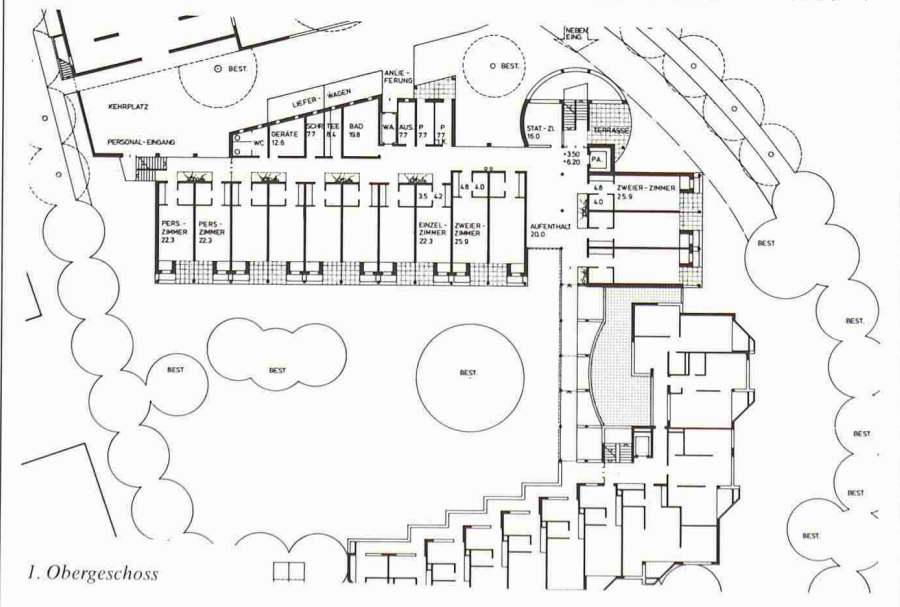 NEBEN
EING.
BEST.
BEST.
ANLIE-
FERUNG
LIEFER-WAGEN
KEHRPLATZ
PERSONAL-EINGANG
WC
GERÄTE
12.6
SCHR.
7.7
TEE
8.4
BAD
19.8
WA.
AUS.
7.7
P
7.7
P
7.7
STAT-ZI.
16.0
TERRASSE
+3.50
+6.20
PA.
PERS.-
ZIMMER
22.3
PERS.-
ZIMMER
22.3
3.5
4.2
EINZEL-
ZIMMER
22.3
4.8
4.0
ZWEIER-
ZIMMER
25.9
AUFENTHALT
20.0
4.8
4.0
ZWEIER-ZIMMER
25.9
BEST
BEST.
BEST
BEST.
BEST.
BEST
BEST
BEST.
1. Obergeschoss